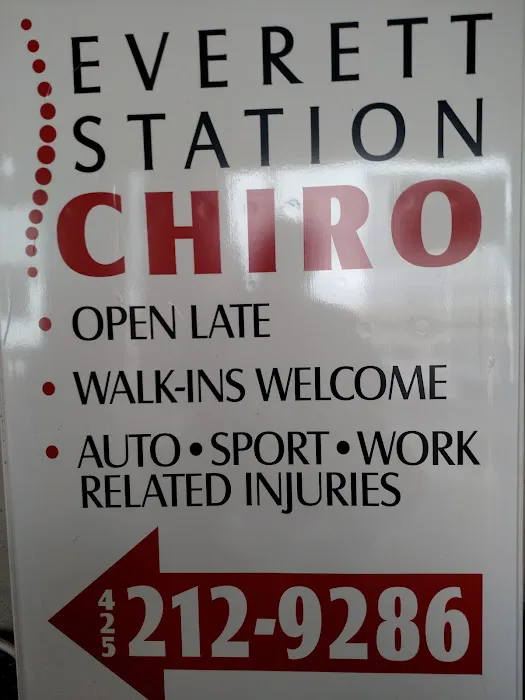 EVERETT
STATION
CHIRO
• OPEN LATE
• WALK-INS WELCOME
• AUTO • SPORT • WORK
RELATED INJURIES
425 212-9286